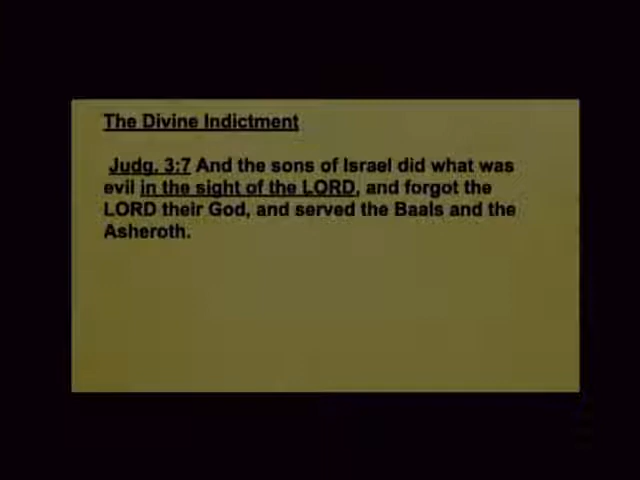 The Divine Indictment
Judg. 3:7 And the sons of Israel did what was
evil in the sight of the LORD, and forgot the
LORD their God, and served the Baals and the
Asheroth.